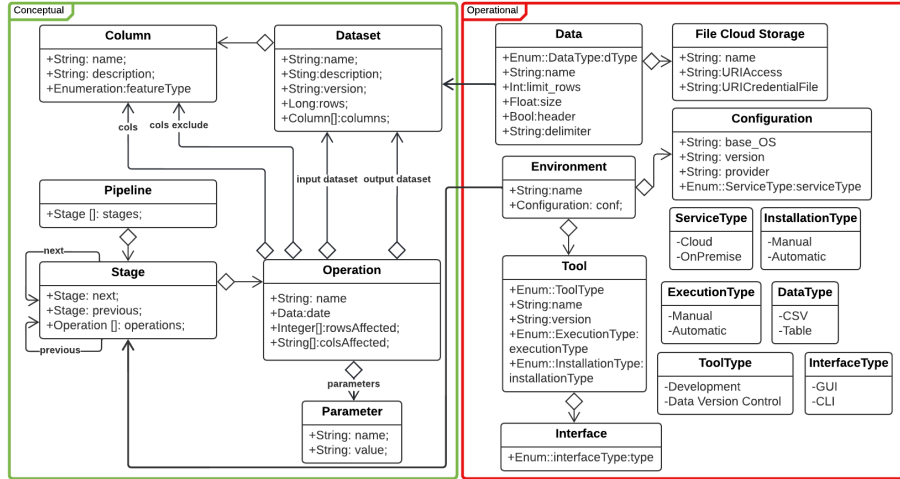 Conceptual
Column
+String: name;
+String: description;
+Enumeration:featureType
Dataset
+String:name;
+Sting:description;
+String:version;
+Long:rows;
+Column[]:columns;
cols
cols exclude
input dataset
output dataset
Pipeline
+Stage []: stages;
next
Stage
+Stage: next;
+Stage: previous;
+Operation []: operations;
previous
Operation
+String: name
+Data:date
+Integer[]:rowsAffected;
+String[]:colsAffected;
parameters
Parameter
+String: name;
+String: value;
Operational
Data
+Enum::DataType:dType
+String:name
+Int:limit_rows
+Float:size
+Bool:header
+String:delimiter
File Cloud Storage
+String: name
+String:URIAccess
+String:URICredentialFile
Configuration
+String: base_OS
+String: version
+String: provider
+Enum::ServiceType:serviceType
Environment
+String:name
+Configuration: conf;
Tool
+Enum::ToolType
+String:name
+String:version
+Enum::ExecutionType:
executionType
+Enum::InstallationType:
installationType
Interface
+Enum::interfaceType:type
ServiceType
-Cloud
-OnPremise
InstallationType
-Manual
-Automatic
ExecutionType
-Manual
-Automatic
DataType
-CSV
-Table
ToolType
-Development
-Data Version Control
InterfaceType
-GUI
-CLI